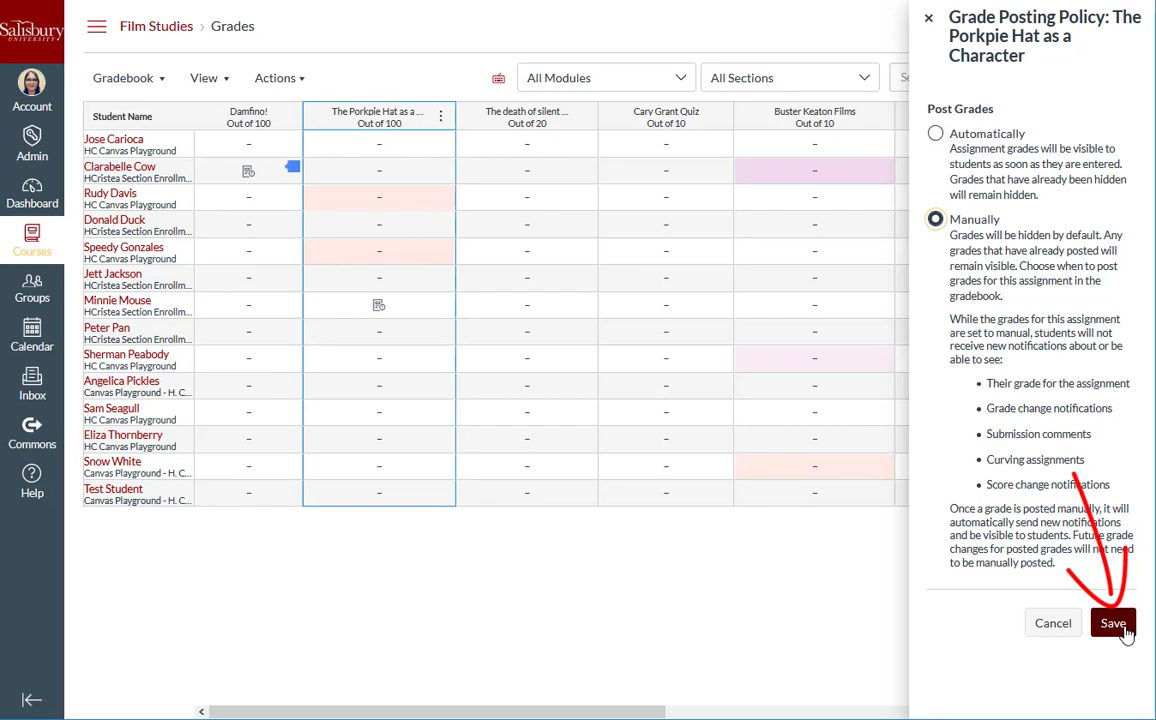 Salisbury
UNIVERSITY
Account
Admin
Dashboard
Courses
Groups
Calendar
Inbox
Commons
Help
Film Studies › Grades
Gradebook View Actions
All Modules
All Sections
Student Name
Damfino!
Out of 100
The Porkpie Hat as a ...
Out of 100
The death of silent ...
Out of 20
Cary Grant Quiz
Out of 10
Buster Keaton Films
Out of 10
Jose Carioca
HC Canvas Playground
– – – – –
Clarabelle Cow
HCristea Section Enrollm...
– – – –
Rudy Davis
HC Canvas Playground
– – – – –
Donald Duck
HCristea Section Enrollm...
– – – – –
Speedy Gonzales
HC Canvas Playground
– – – – –
Jett Jackson
HCristea Section Enrollm...
– – – – –
Minnie Mouse
HCristea Section Enrollm...
– – – –
Peter Pan
HCristea Section Enrollm...
– – – – –
Sherman Peabody
HC Canvas Playground
– – – – –
Angelica Pickles
Canvas Playground - H. C...
– – – – –
Sam Seagull
HC Canvas Playground
– – – – –
Eliza Thornberry
HC Canvas Playground
– – – – –
Snow White
Canvas Playground - H. C...
– – – – –
Test Student
Canvas Playground - H. C...
– – – – –
× Grade Posting Policy: The
Porkpie Hat as a
Character
Post Grades
Automatically
Assignment grades will be visible to
students as soon as they are entered.
Grades that have already been hidden
will remain hidden.
Manually
Grades will be hidden by default. Any
grades that have already posted will
remain visible. Choose when to post
grades for this assignment in the
gradebook.
While the grades for this assignment
are set to manual, students will not
receive new notifications about or be
able to see:
• Their grade for the assignment
• Grade change notifications
• Submission comments
• Curving assignments
• Score change notifications
Once a grade is posted manually, it will
automatically send new notifications
and be visible to students. Future grade
changes for posted grades will not need
to be manually posted.
Cancel
Save